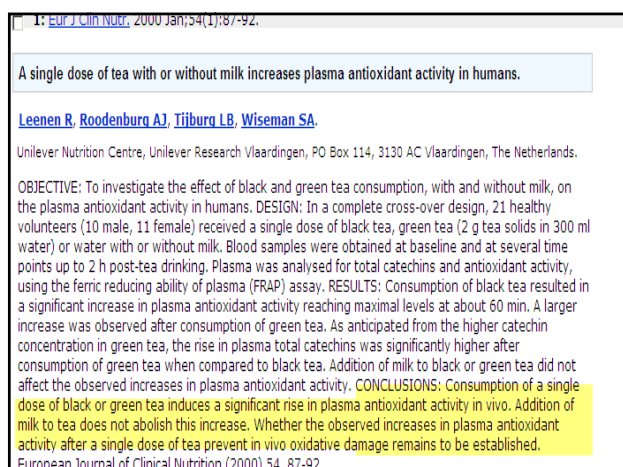 1: Eur J Clin Nutr. 2000 Jan;54(1):87-92.
A single dose of tea with or without milk increases plasma antioxidant activity in humans.
Leenen R, Roodenburg AJ, Tijburg LB, Wiseman SA.
Unilever Nutrition Centre, Unilever Research Vlaardingen, PO Box 114, 3130 AC Vlaardingen, The Netherlands.
OBJECTIVE: To investigate the effect of black and green tea consumption, with and without milk, on
the plasma antioxidant activity in humans. DESIGN: In a complete cross-over design, 21 healthy
volunteers (10 male, 11 female) received a single dose of black tea, green tea (2 g tea solids in 300 ml
water) or water with or without milk. Blood samples were obtained at baseline and at several time
points up to 2 h post-tea drinking. Plasma was analysed for total catechins and antioxidant activity,
using the ferric reducing ability of plasma (FRAP) assay. RESULTS: Consumption of black tea resulted in
a significant increase in plasma antioxidant activity reaching maximal levels at about 60 min. A larger
increase was observed after consumption of green tea. As anticipated from the higher catechin
concentration in green tea, the rise in plasma total catechins was significantly higher after
consumption of green tea when compared to black tea. Addition of milk to black or green tea did not
affect the observed increases in plasma antioxidant activity. CONCLUSIONS: Consumption of a single
dose of black or green tea induces a significant rise in plasma antioxidant activity in vivo. Addition of
milk to tea does not abolish this increase. Whether the observed increases in plasma antioxidant
activity after a single dose of tea prevent in vivo oxidative damage remains to be established.
European Journal of Clinical Nutrition (2000) 54, 87-92